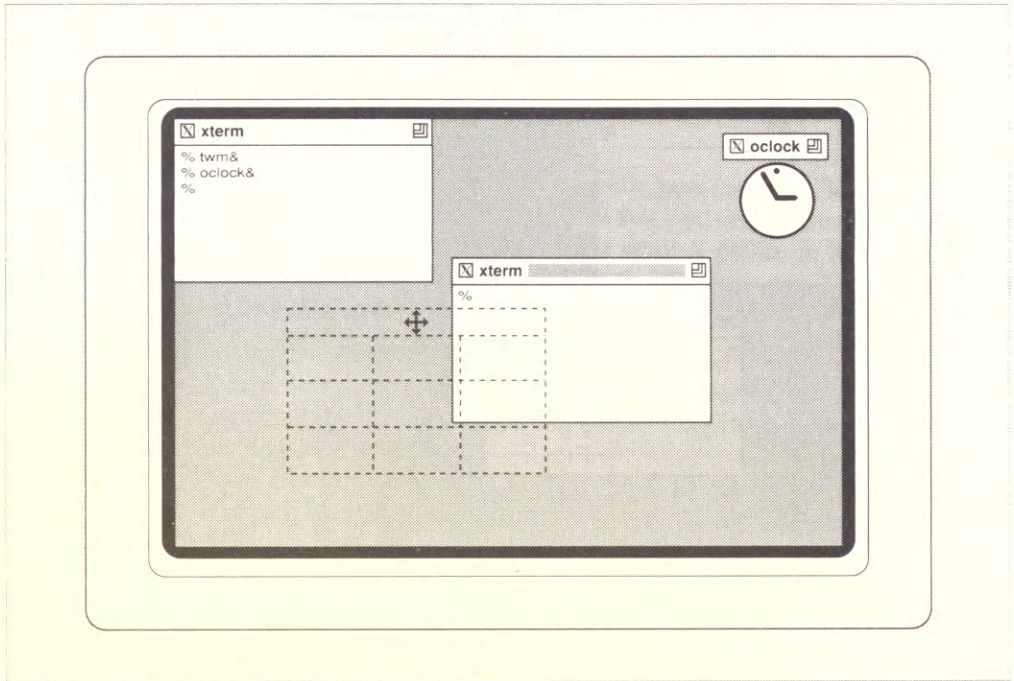 xterm
% twm&
% oclock&
%
oclock
xterm
%